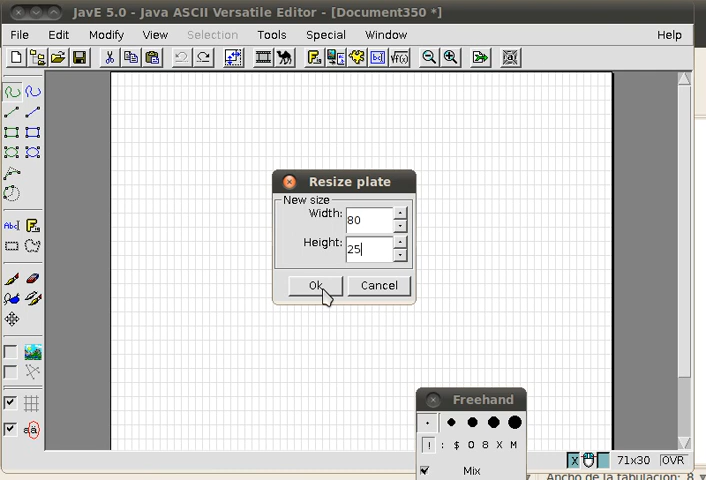 JavE 5.0 - Java ASCII Versatile Editor - [Document350 *]
File Edit Modify View Selection Tools Special Window Help
Resize plate
New size
Width: 80
Height: 25
Ok Cancel
Freehand
! : $ O 8 X M
Mix
71x30 OVR
Ancho de la tabulación: 8